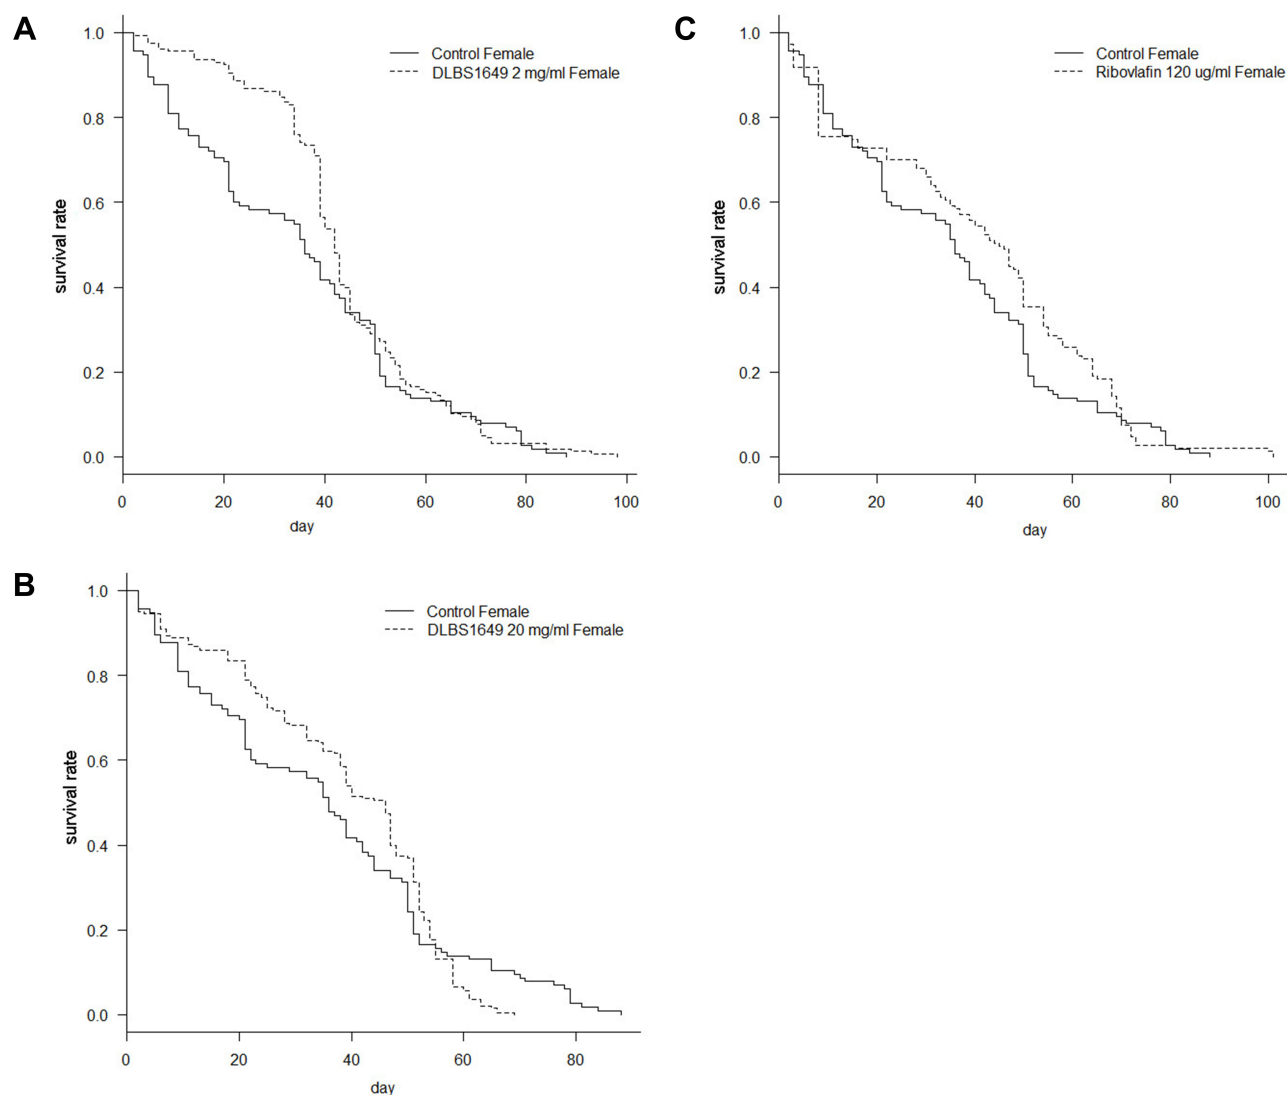 A
1.0
0.8
0.6
0.4
0.2
0.0
survival rate
Control Female
DLBS1649 2 mg/ml Female
0 20 40 60 80 100
day
C
1.0
0.8
0.6
0.4
0.2
0.0
survival rate
Control Female
Ribovlafin 120 ug/ml Female
0 20 40 60 80 100
day
B
1.0
0.8
0.6
0.4
0.2
0.0
survival rate
Control Female
DLBS1649 20 mg/ml Female
0 20 40 60 80
day